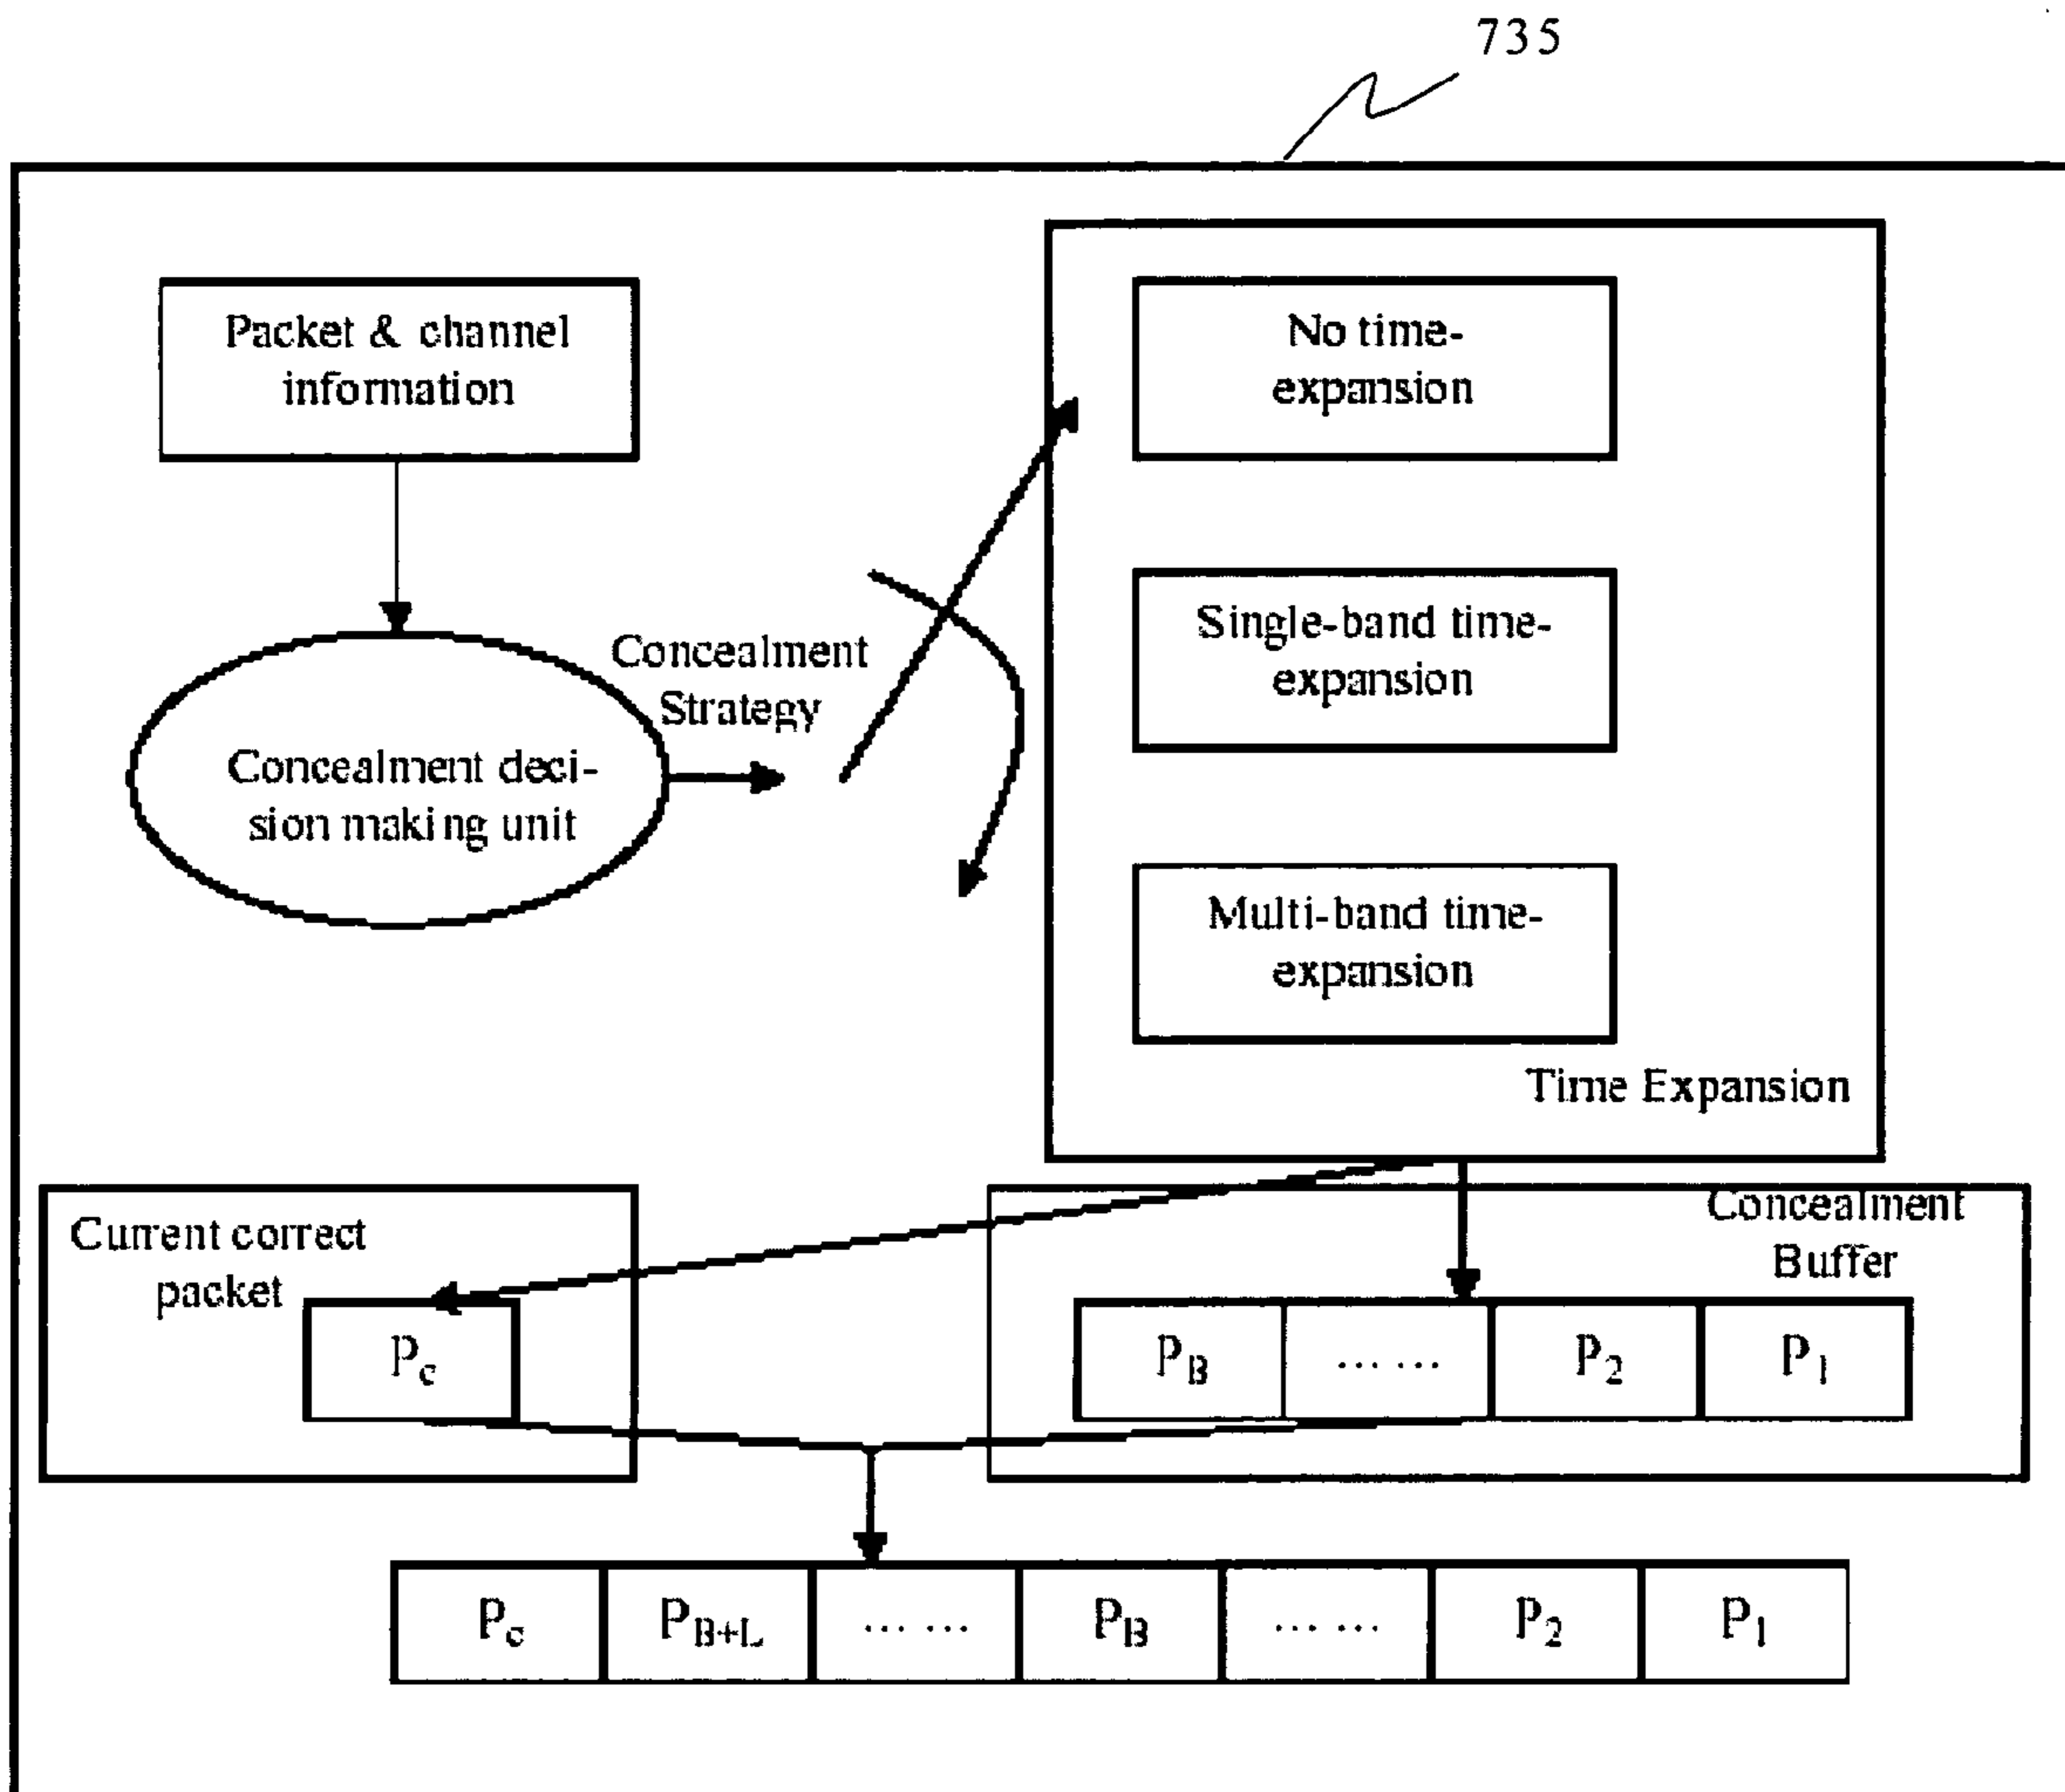 735
Packet & channel
information
No time-
expansion
Single-band time-
expansion
Concealment
Strategy
Concealment deci-
sion making unit
Multi-band time-
expansion
Time Expansion
Current correct
packet
Concealment
Buffer
Pc
PB
... ...
P2
P1
Pc
PB+L
... ...
PB
... ...
P2
P1